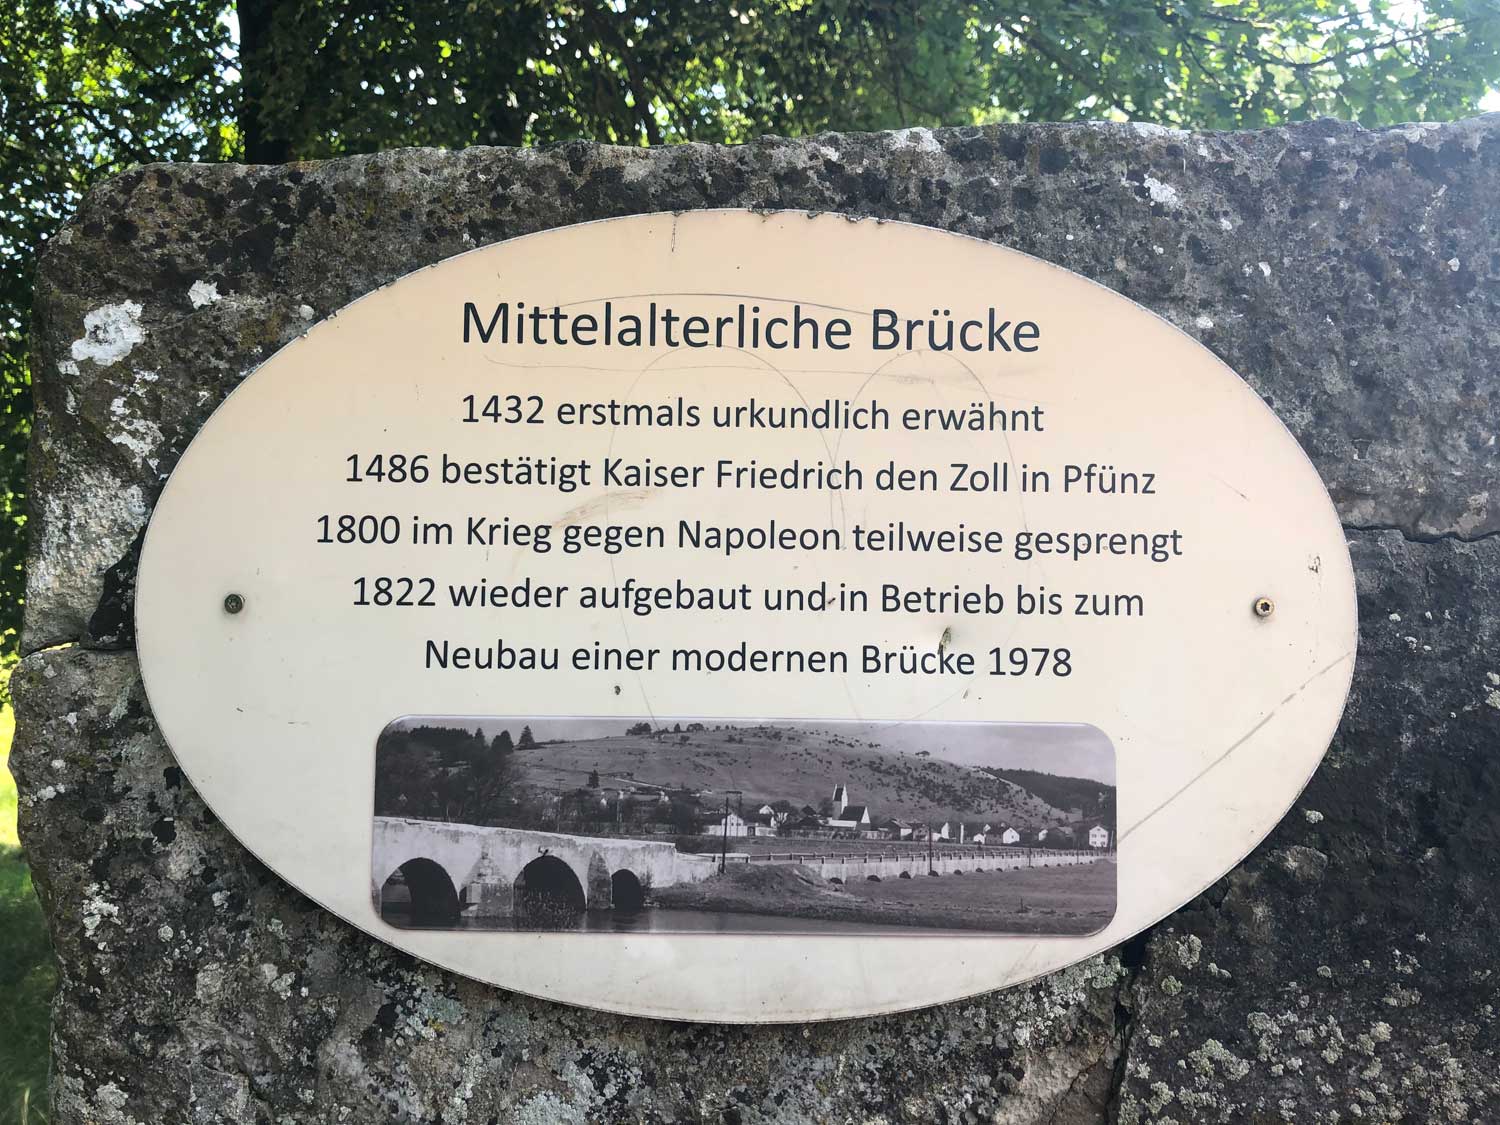 Mittelalterliche Brücke
1432 erstmals urkundlich erwähnt
1486 bestätigt Kaiser Friedrich den Zoll in Pfünz
1800 im Krieg gegen Napoleon teilweise gesprengt
1822 wieder aufgebaut und in Betrieb bis zum
Neubau einer modernen Brücke 1978